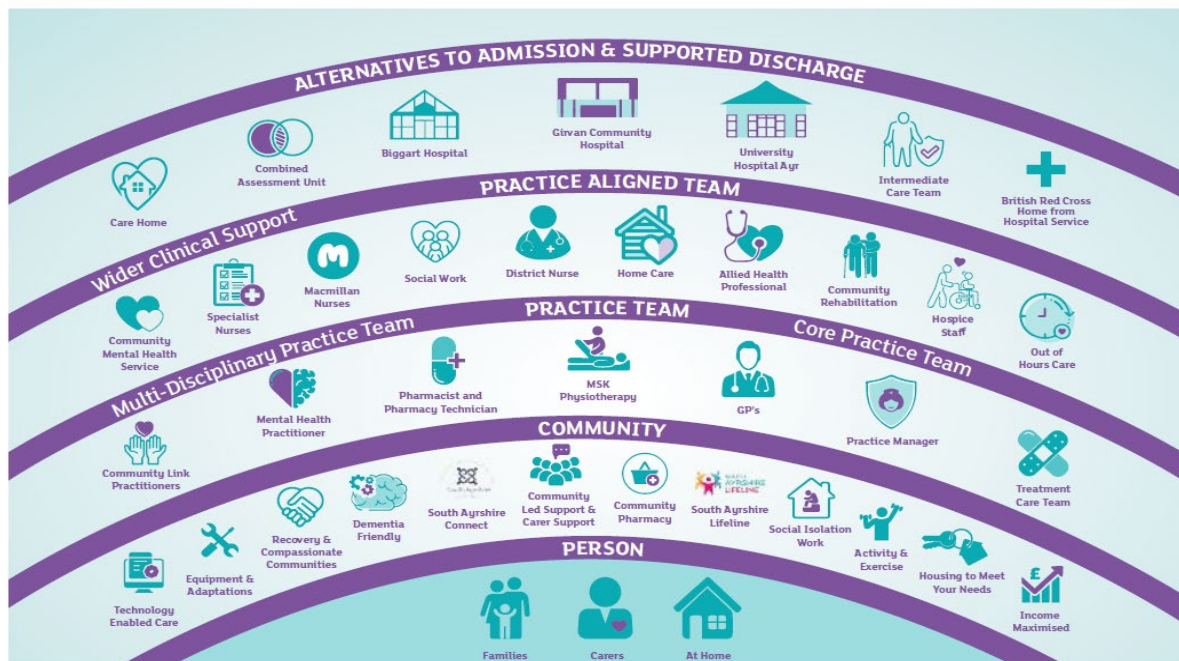 ALTERNATIVES TO ADMISSION & SUPPORTED DISCHARGE
Care Home
Combined
Assessment Unit
Biggart Hospital
Girvan Community
Hospital
University
Hospital Ayr
Intermediate
Care Team
British Red Cross
Home from
Hospital Service
Wider Clinical Support
PRACTICE ALIGNED TEAM
Community
Mental Health
Service
Specialist
Nurses
M
Macmillan
Nurses
Social Work
District Nurse
Home Care
Allied Health
Professional
Community
Rehabilitation
Hospice
Staff
Out of
Hours Care
Multi-Disciplinary Practice Team
PRACTICE TEAM
Core Practice Team
Community Link
Practitioners
Mental Health
Practitioner
Pharmacist and
Pharmacy Technician
MSK
Physiotherapy
GP's
Practice Manager
Treatment
Care Team
COMMUNITY
Technology
Enabled Care
Equipment &
Adaptations
Recovery &
Compassionate
Communities
Dementia
Friendly
South Ayrshire
Connect
Community
Led Support &
Carer Support
Community
Pharmacy
SOUTH
AYRSHIRE
LIFELINE
South Ayrshire
Lifeline
Social Isolation
Work
Activity &
Exercise
Housing to Meet
Your Needs
£
Income
Maximised
PERSON
Families
Carers
At Home